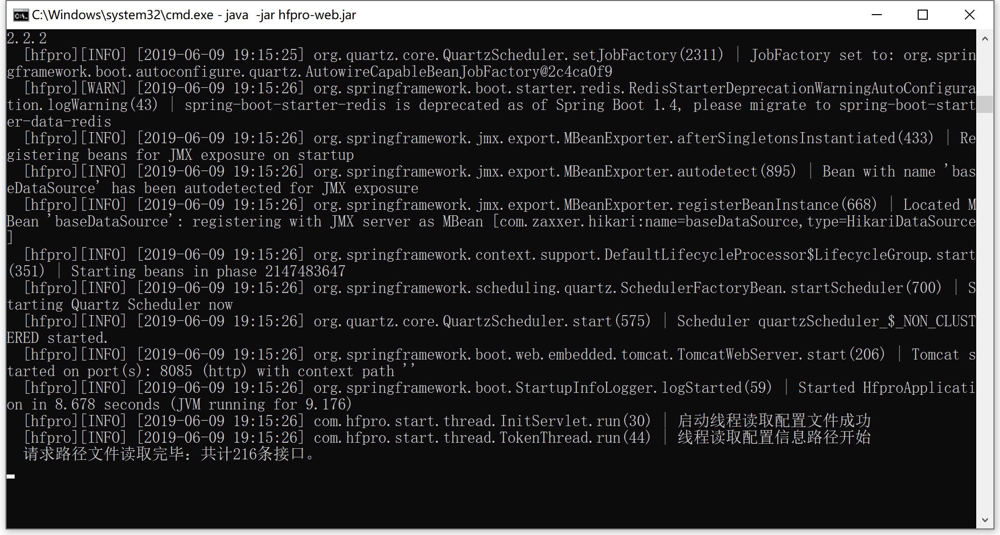 C:\Windows\system32\cmd.exe - java  -jar hfpro-web.jar
2.2.2
[hfpro][INFO] [2019-06-09 19:15:25] org.quartz.core.QuartzScheduler.setJobFactory(2311) | JobFactory set to: org.sprin
gframework.boot.autoconfigure.quartz.AutowireCapableBeanJobFactory@2c4ca0f9
[hfpro][WARN] [2019-06-09 19:15:26] org.springframework.boot.starter.redis.RedisStarterDeprecationWarningAutoConfigura
tion.logWarning(43) | spring-boot-starter-redis is deprecated as of Spring Boot 1.4, please migrate to spring-boot-start
er-data-redis
[hfpro][INFO] [2019-06-09 19:15:26] org.springframework.jmx.export.MBeanExporter.afterSingletonsInstantiated(433) | Re
gistering beans for JMX exposure on startup
[hfpro][INFO] [2019-06-09 19:15:26] org.springframework.jmx.export.MBeanExporter.autodetect(895) | Bean with name 'bas
eDataSource' has been autodetected for JMX exposure
[hfpro][INFO] [2019-06-09 19:15:26] org.springframework.jmx.export.MBeanExporter.registerBeanInstance(668) | Located M
Bean 'baseDataSource': registering with JMX server as MBean [com.zaxxer.hikari:name=baseDataSource,type=HikariDataSource
]
[hfpro][INFO] [2019-06-09 19:15:26] org.springframework.context.support.DefaultLifecycleProcessor$LifecycleGroup.start
(351) | Starting beans in phase 2147483647
[hfpro][INFO] [2019-06-09 19:15:26] org.springframework.scheduling.quartz.SchedulerFactoryBean.startScheduler(700) | S
tarting Quartz Scheduler now
[hfpro][INFO] [2019-06-09 19:15:26] org.quartz.core.QuartzScheduler.start(575) | Scheduler quartzScheduler_$_NON_CLUST
ERED started.
[hfpro][INFO] [2019-06-09 19:15:26] org.springframework.boot.web.embedded.tomcat.TomcatWebServer.start(206) | Tomcat s
tarted on port(s): 8085 (http) with context path ''
[hfpro][INFO] [2019-06-09 19:15:26] org.springframework.boot.StartupInfoLogger.logStarted(59) | Started HfproApplicati
on in 8.678 seconds (JVM running for 9.176)
[hfpro][INFO] [2019-06-09 19:15:26] com.hfpro.start.thread.InitServlet.run(30) | 启动线程读取配置文件成功
[hfpro][INFO] [2019-06-09 19:15:26] com.hfpro.start.thread.TokenThread.run(44) | 线程读取配置信息路径开始
请求路径文件读取完毕：共计216条接口。